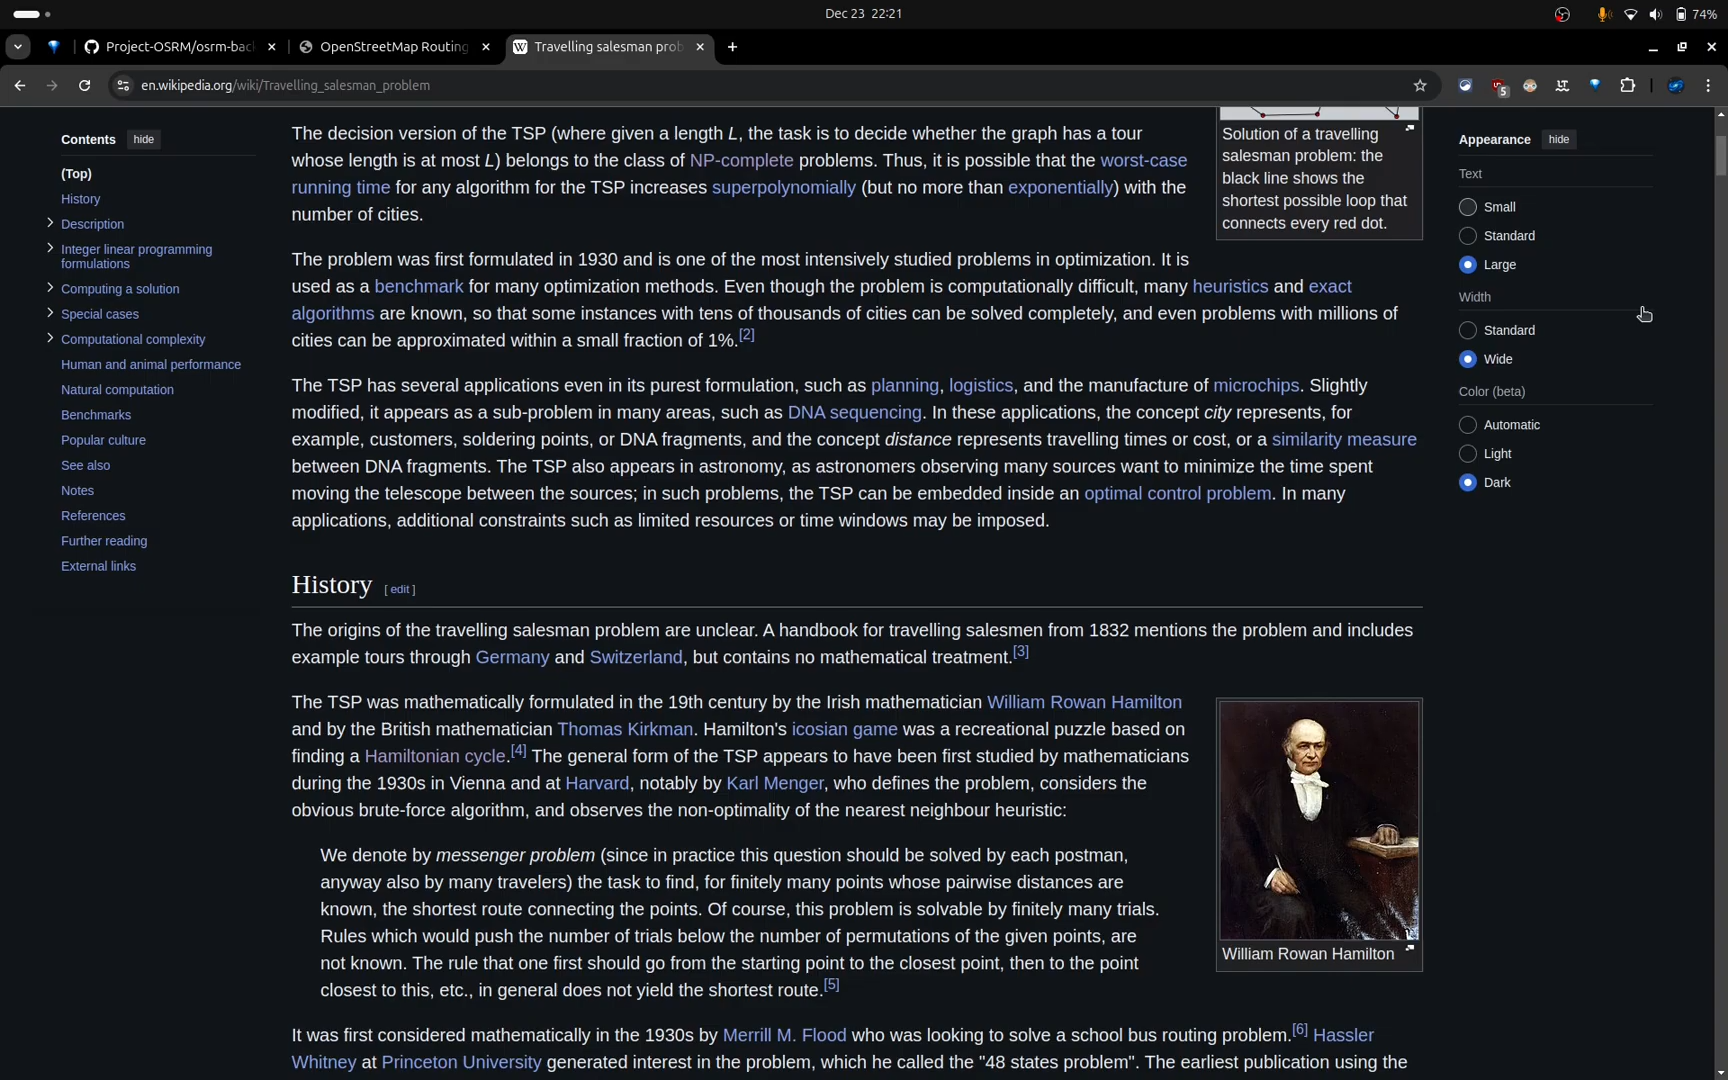 Dec 23 22:21
74%
Project-OSRM/osrm-bac
OpenStreetMap Routing
Travelling salesman prob
en.wikipedia.org/wiki/Travelling_salesman_problem
5
Contents hide
(Top)
History
Description
Integer linear programming
formulations
Computing a solution
Special cases
Computational complexity
Human and animal performance
Natural computation
Benchmarks
Popular culture
See also
Notes
References
Further reading
External links
The decision version of the TSP (where given a length L, the task is to decide whether the graph has a tour
whose length is at most L) belongs to the class of NP-complete problems. Thus, it is possible that the worst-case
running time for any algorithm for the TSP increases superpolynomially (but no more than exponentially) with the
number of cities.
Solution of a travelling
salesman problem: the
black line shows the
shortest possible loop that
connects every red dot.
The problem was first formulated in 1930 and is one of the most intensively studied problems in optimization. It is
used as a benchmark for many optimization methods. Even though the problem is computationally difficult, many heuristics and exact
algorithms are known, so that some instances with tens of thousands of cities can be solved completely, and even problems with millions of
cities can be approximated within a small fraction of 1%.[2]
The TSP has several applications even in its purest formulation, such as planning, logistics, and the manufacture of microchips. Slightly
modified, it appears as a sub-problem in many areas, such as DNA sequencing. In these applications, the concept city represents, for
example, customers, soldering points, or DNA fragments, and the concept distance represents travelling times or cost, or a similarity measure
between DNA fragments. The TSP also appears in astronomy, as astronomers observing many sources want to minimize the time spent
moving the telescope between the sources; in such problems, the TSP can be embedded inside an optimal control problem. In many
applications, additional constraints such as limited resources or time windows may be imposed.
History [ edit ]
The origins of the travelling salesman problem are unclear. A handbook for travelling salesmen from 1832 mentions the problem and includes
example tours through Germany and Switzerland, but contains no mathematical treatment.[3]
The TSP was mathematically formulated in the 19th century by the Irish mathematician William Rowan Hamilton
and by the British mathematician Thomas Kirkman. Hamilton's icosian game was a recreational puzzle based on
finding a Hamiltonian cycle.[4] The general form of the TSP appears to have been first studied by mathematicians
during the 1930s in Vienna and at Harvard, notably by Karl Menger, who defines the problem, considers the
obvious brute-force algorithm, and observes the non-optimality of the nearest neighbour heuristic:
We denote by messenger problem (since in practice this question should be solved by each postman,
anyway also by many travelers) the task to find, for finitely many points whose pairwise distances are
known, the shortest route connecting the points. Of course, this problem is solvable by finitely many trials.
Rules which would push the number of trials below the number of permutations of the given points, are
not known. The rule that one first should go from the starting point to the closest point, then to the point
closest to this, etc., in general does not yield the shortest route.[5]
William Rowan Hamilton
It was first considered mathematically in the 1930s by Merrill M. Flood who was looking to solve a school bus routing problem.[6] Hassler
Whitney at Princeton University generated interest in the problem, which he called the "48 states problem". The earliest publication using the
Appearance hide
Text
Small
Standard
Large
Width
Standard
Wide
Color (beta)
Automatic
Light
Dark